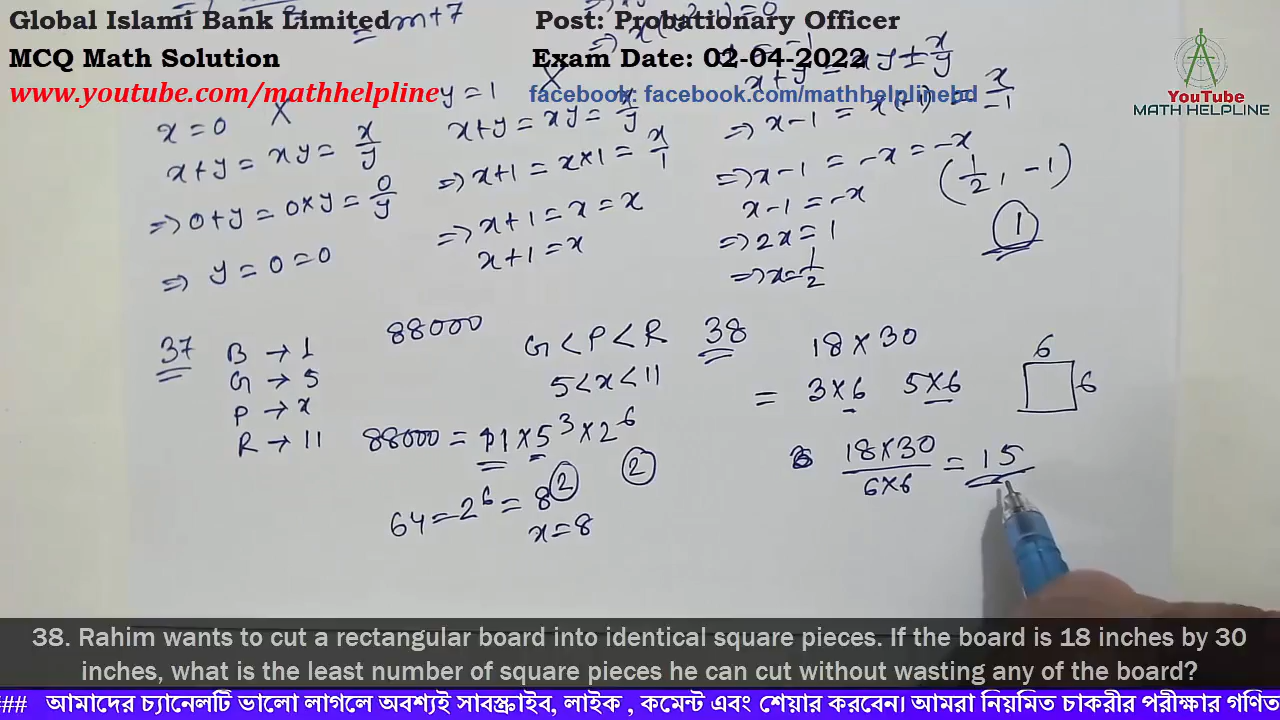 Global Islami Bank Limited
Post: Probationary Officer
MCQ Math Solution
Exam Date: 02-04-2022
www.youtube.com/mathhelpline
facebook: facebook.com/mathhelplinebd
YouTube
MATH HELPLINE
= m+7
x = 0 X
x+y = xy = x/y
=> 0+y = 0×y = 0/y
=> y = 0 = 0
y = 1 X
x+y = xy = x/y
=> x+1 = x×1 = x/1
=> x+1 = x = x
x+1 = x
x+y = xy = x/y
=> x-1 = x(-1) = x/-1
=> x-1 = -x = -x
x-1 = -x
=> 2x = 1
=> x = 1/2
(1/2, -1)
1
37
B → 1
G → 5
P → x
R → 11
88000
G < P < R
5 < x < 11
88000 = 11 × 5³ × 2⁶
64 = 2⁶ = 8②
②
x = 8
38
18 × 30
= 3×6 5×6
6
6
18×30/6×6 = 15
38. Rahim wants to cut a rectangular board into identical square pieces. If the board is 18 inches by 30
inches, what is the least number of square pieces he can cut without wasting any of the board?
### আমাদের চ্যানেলটি ভালো লাগলে অবশ্যই সাবস্ক্রাইব, লাইক , কমেন্ট এবং শেয়ার করবেন। আমরা নিয়মিত চাকরীর পরীক্ষার গণিত